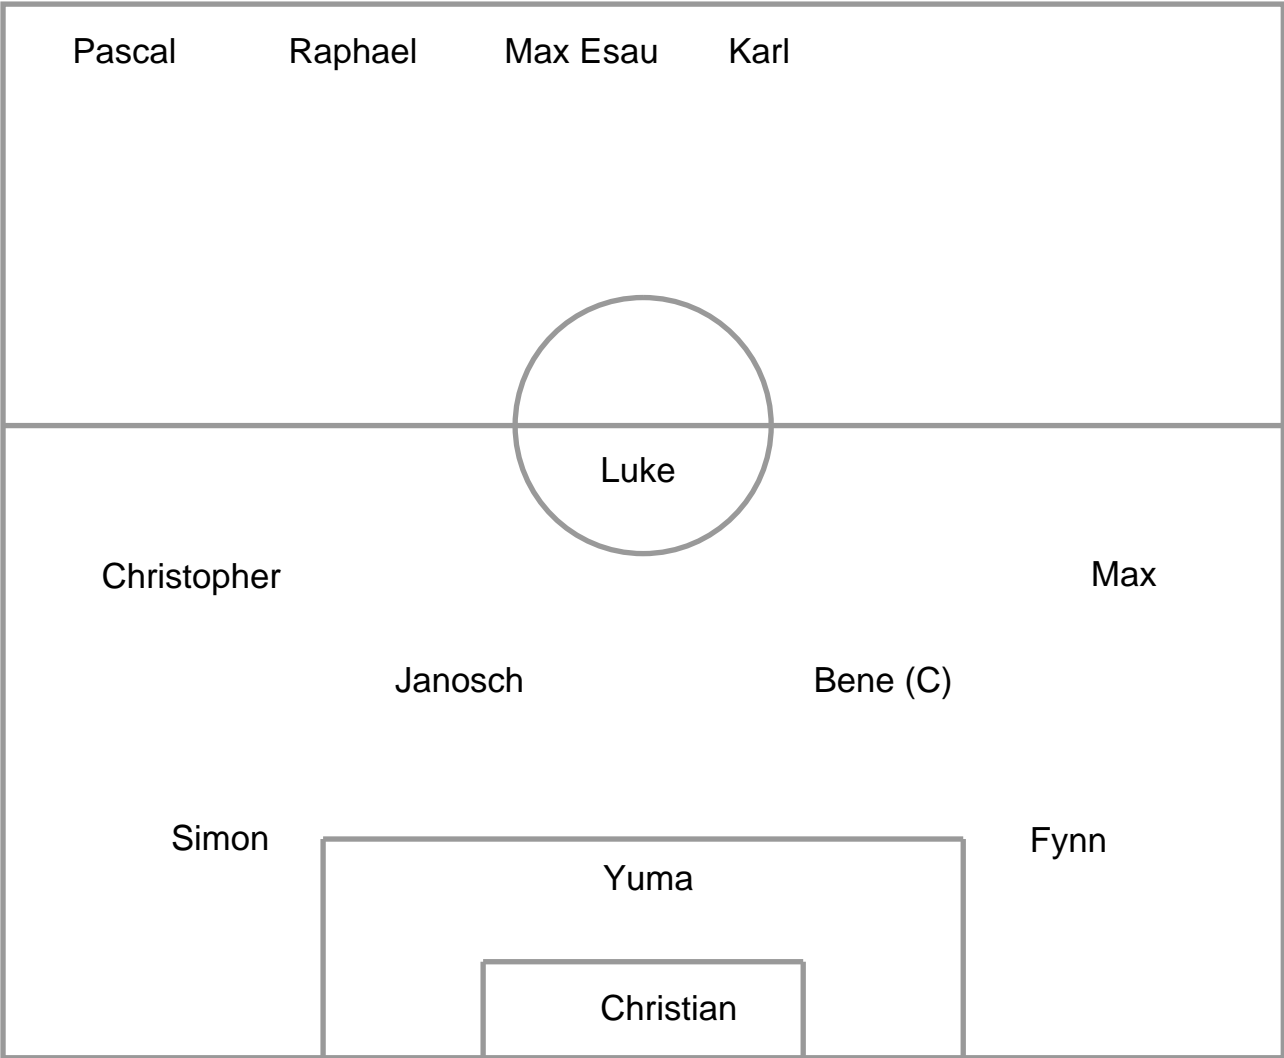 Pascal Raphael Max Esau Karl
Luke
Christopher Max
Janosch Bene (C)
Simon Fynn
Yuma
Christian